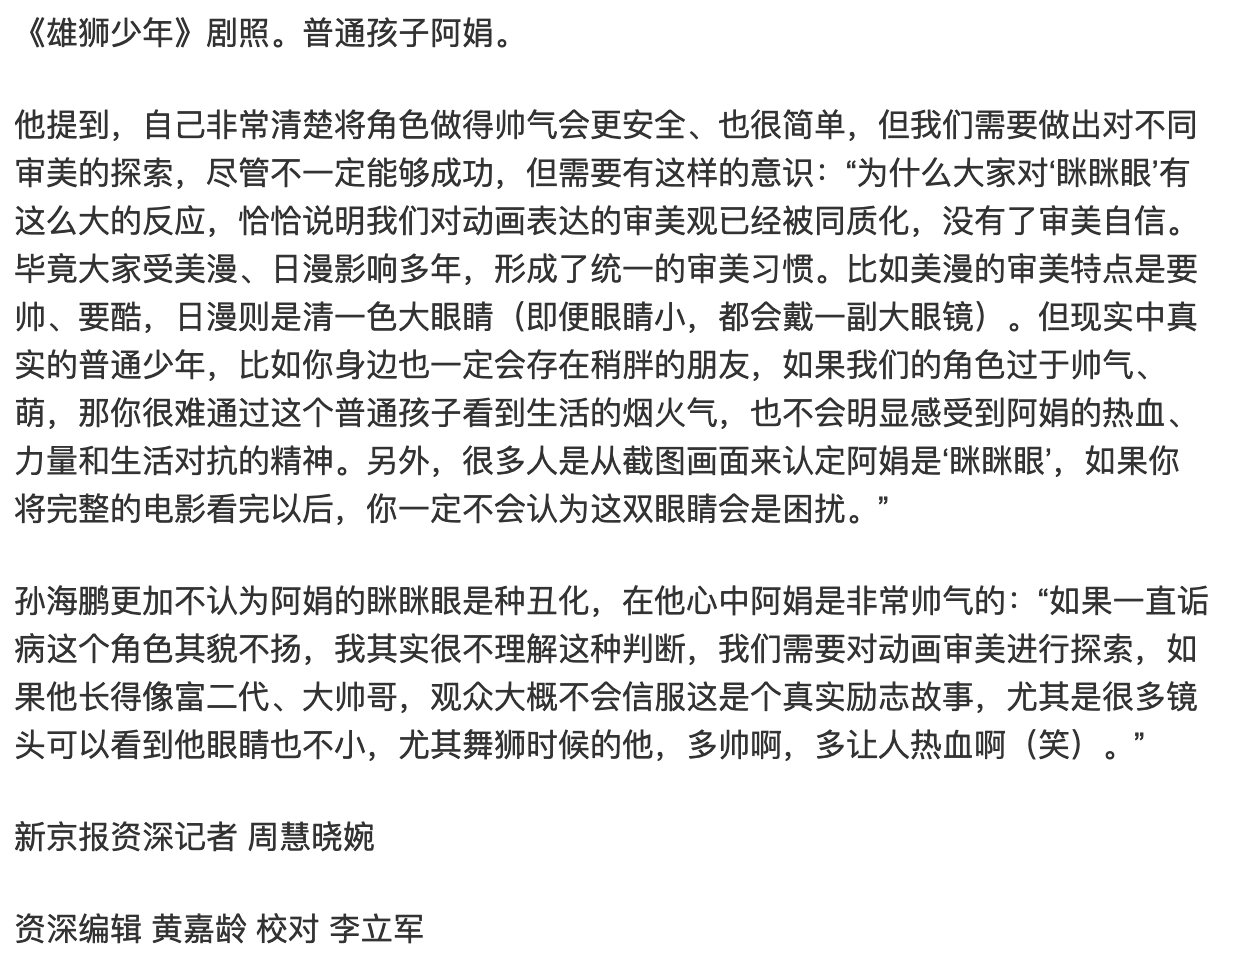 《雄狮少年》剧照。普通孩子阿娟。
他提到，自己非常清楚将角色做得帅气会更安全、也很简单，但我们需要做出对不同
审美的探索，尽管不一定能够成功，但需要有这样的意识：“为什么大家对‘眯眯眼’有
这么大的反应，恰恰说明我们对动画表达的审美观已经被同质化，没有了审美自信。
毕竟大家受美漫、日漫影响多年，形成了统一的审美习惯。比如美漫的审美特点是要
帅、要酷，日漫则是清一色大眼睛（即便眼睛小，都会戴一副大眼镜）。但现实中真
实的普通少年，比如你身边也一定会存在稍胖的朋友，如果我们的角色过于帅气、
萌，那你很难通过这个普通孩子看到生活的烟火气，也不会明显感受到阿娟的热血、
力量和生活对抗的精神。另外，很多人是从截图画面来认定阿娟是‘眯眯眼’，如果你
将完整的电影看完以后，你一定不会认为这双眼睛会是困扰。”
孙海鹏更加不认为阿娟的眯眯眼是种丑化，在他心中阿娟是非常帅气的：“如果一直诟
病这个角色其貌不扬，我其实很不理解这种判断，我们需要对动画审美进行探索，如
果他长得像富二代、大帅哥，观众大概不会信服这是个真实励志故事，尤其是很多镜
头可以看到他眼睛也不小，尤其舞狮时候的他，多帅啊，多让人热血啊（笑）。”
新京报资深记者 周慧晓婉
资深编辑 黄嘉龄 校对 李立军